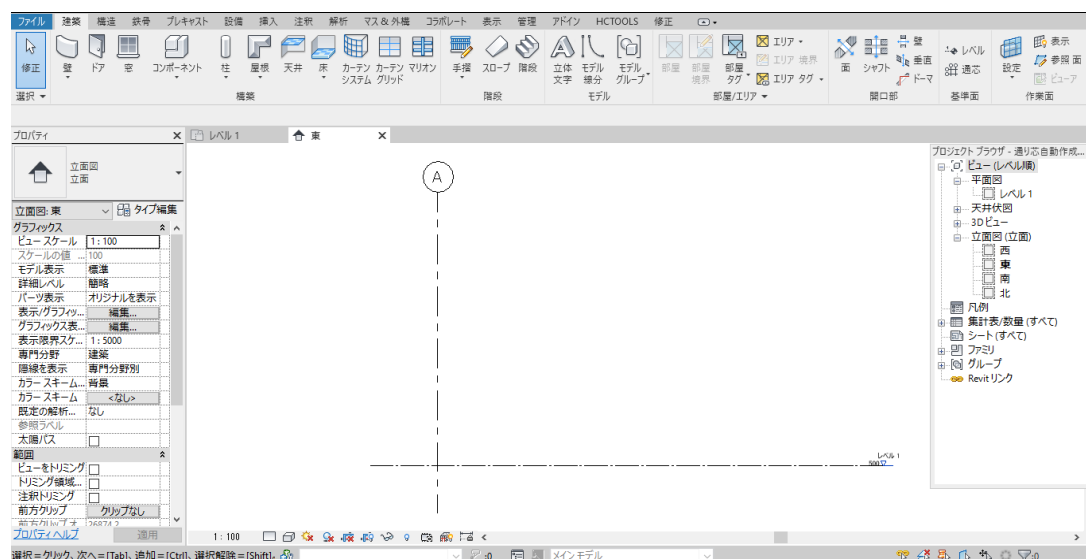 ファイル 建築 構造 鉄骨 プレキャスト 設備 挿入 注釈 解析 マス & 外構 コラボレート 表示 管理 アドイン HCTOOLS 修正
修正 壁 ドア 窓 コンポーネント 柱 屋根 天井 床 カーテン システム カーテン グリッド マリオン 手摺 スロープ 階段 立体 文字 モデル 線分 モデル グループ 部屋 部屋 境界 部屋 タグ エリア エリア 境界 エリア タグ 面 シャフト 壁 垂直 ドーマ レベル 通芯 設定 表示 参照 面 ビューア
選択 構築 階段 モデル 部屋/エリア 開口部 基準面 作業面
プロパティ
レベル 1
東
立面図
立面
立面図: 東
タイプ編集
グラフィックス
ビュー スケール 1 : 100
スケールの値 ... 100
モデル表示 標準
詳細レベル 簡略
パーツ表示 オリジナルを表示
表示/グラフィッ... 編集...
グラフィックス表... 編集...
表示限界スケ... 1 : 5000
専門分野 建築
隠線を表示 専門分野別
カラー スキーム... 背景
カラー スキーム <なし>
既定の解析... なし
参照ラベル
太陽パス
範囲
ビューをトリミング
トリミング領域...
注釈トリミング
前方クリップ クリップなし
前方クリップ オ... 26874.2
プロパティ ヘルプ 適用
A
レベル 1
500
プロジェクト ブラウザ - 通り芯自動作成...
ビュー (レベル順)
平面図
レベル 1
天井伏図
3Dビュー
立面図 (立面)
西
東
南
北
凡例
集計表/数量 (すべて)
シート (すべて)
ファミリ
グループ
Revit リンク
1 : 100
選択 = クリック、次へ = [Tab]、追加 = [Ctrl]、選択解除 = [Shift]。
:0
メイン モデル
:0